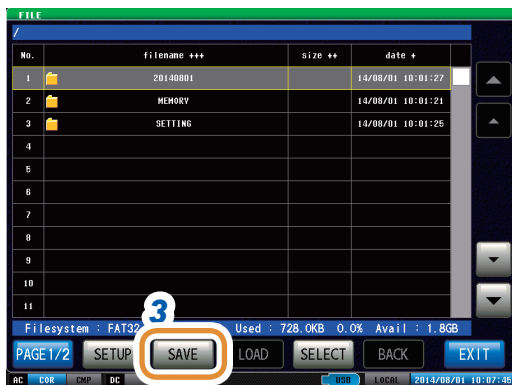 FILE
/
No. filename +++ size ++ date +
1 20140801 14/08/01 10:01:27
2 MEMORY 14/08/01 10:01:21
3 SETTING 14/08/01 10:01:25
4
5
6
7
8
9
10
11
3
Filesystem : FAT32 Used : 728.0KB 0.0% Avail : 1.8GB
PAGE1/2 SETUP SAVE LOAD SELECT BACK EXIT
AC COR CMP DC USB LOCAL 2014/08/01 10:07:45